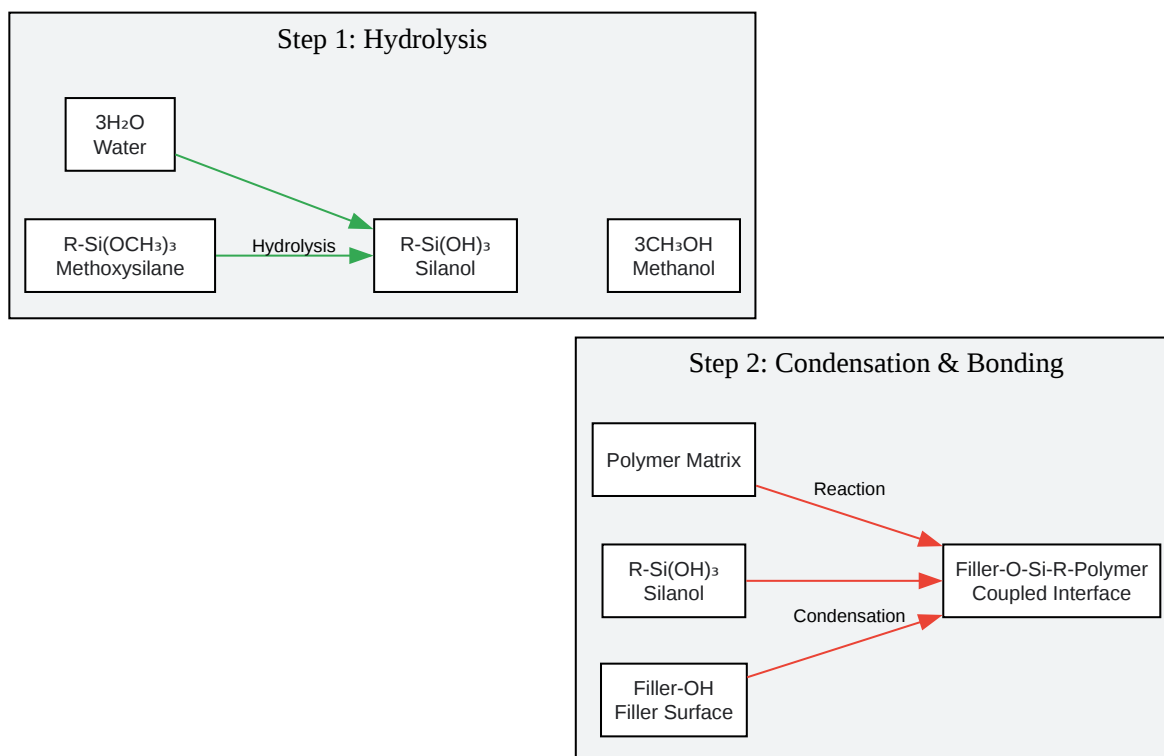 Step 1: Hydrolysis
3H₂O
Water
R-Si(OCH₃)₃
Methoxysilane
Hydrolysis
R-Si(OH)₃
Silanol
3CH₃OH
Methanol
Step 2: Condensation & Bonding
Polymer Matrix
Reaction
R-Si(OH)₃
Silanol
Filler-O-Si-R-Polymer
Coupled Interface
Condensation
Filler-OH
Filler Surface